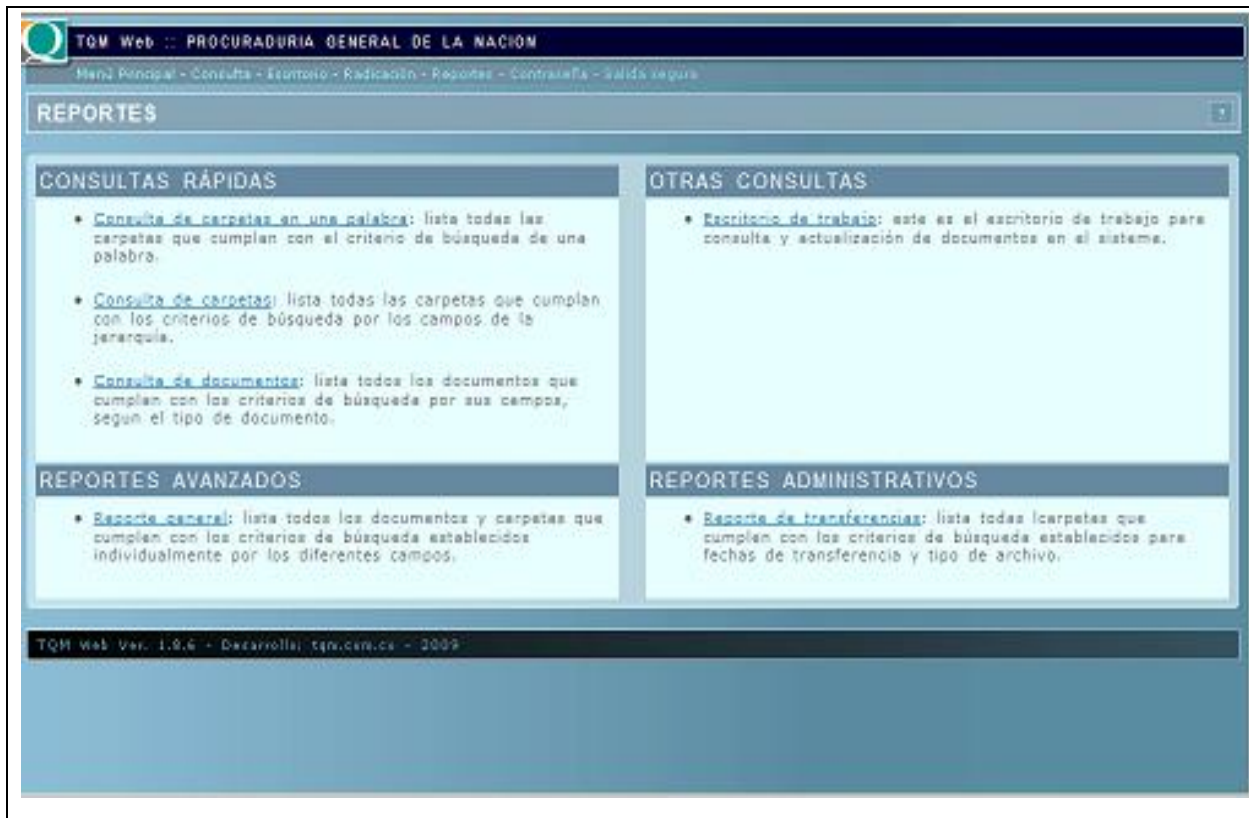 TQM Web :: PROCURADURIA GENERAL DE LA NACION
Menú Principal - Consulta - Escritorio - Radicación - Reportes - Contraseña - Salida segura
REPORTES
?
CONSULTAS RÁPIDAS
• Consulta de carpetas en una palabra: lista todas las
carpetas que cumplan con el criterio de búsqueda de una
palabra.
• Consulta de carpetas: lista todas las carpetas que cumplan
con los criterios de búsqueda por los campos de la
jerarquía.
• Consulta de documentos: lista todos los documentos que
cumplen con los criterios de búsqueda por sus campos,
segun el tipo de documento.
OTRAS CONSULTAS
• Escritorio de trabajo: este es el escritorio de trabajo para
consulta y actualización de documentos en el sistema.
REPORTES AVANZADOS
• Reporte general: lista todos los documentos y carpetas que
cumplen con los criterios de búsqueda establecidos
individualmente por los diferentes campos.
REPORTES ADMINISTRATIVOS
• Reporte de transferencias: lista todas lcarpetas que
cumplen con los criterios de búsqueda establecidos para
fechas de transferencia y tipo de archivo.
TQM Web Ver. 1.8.6 - Desarrollo: tqm.com.co - 2009